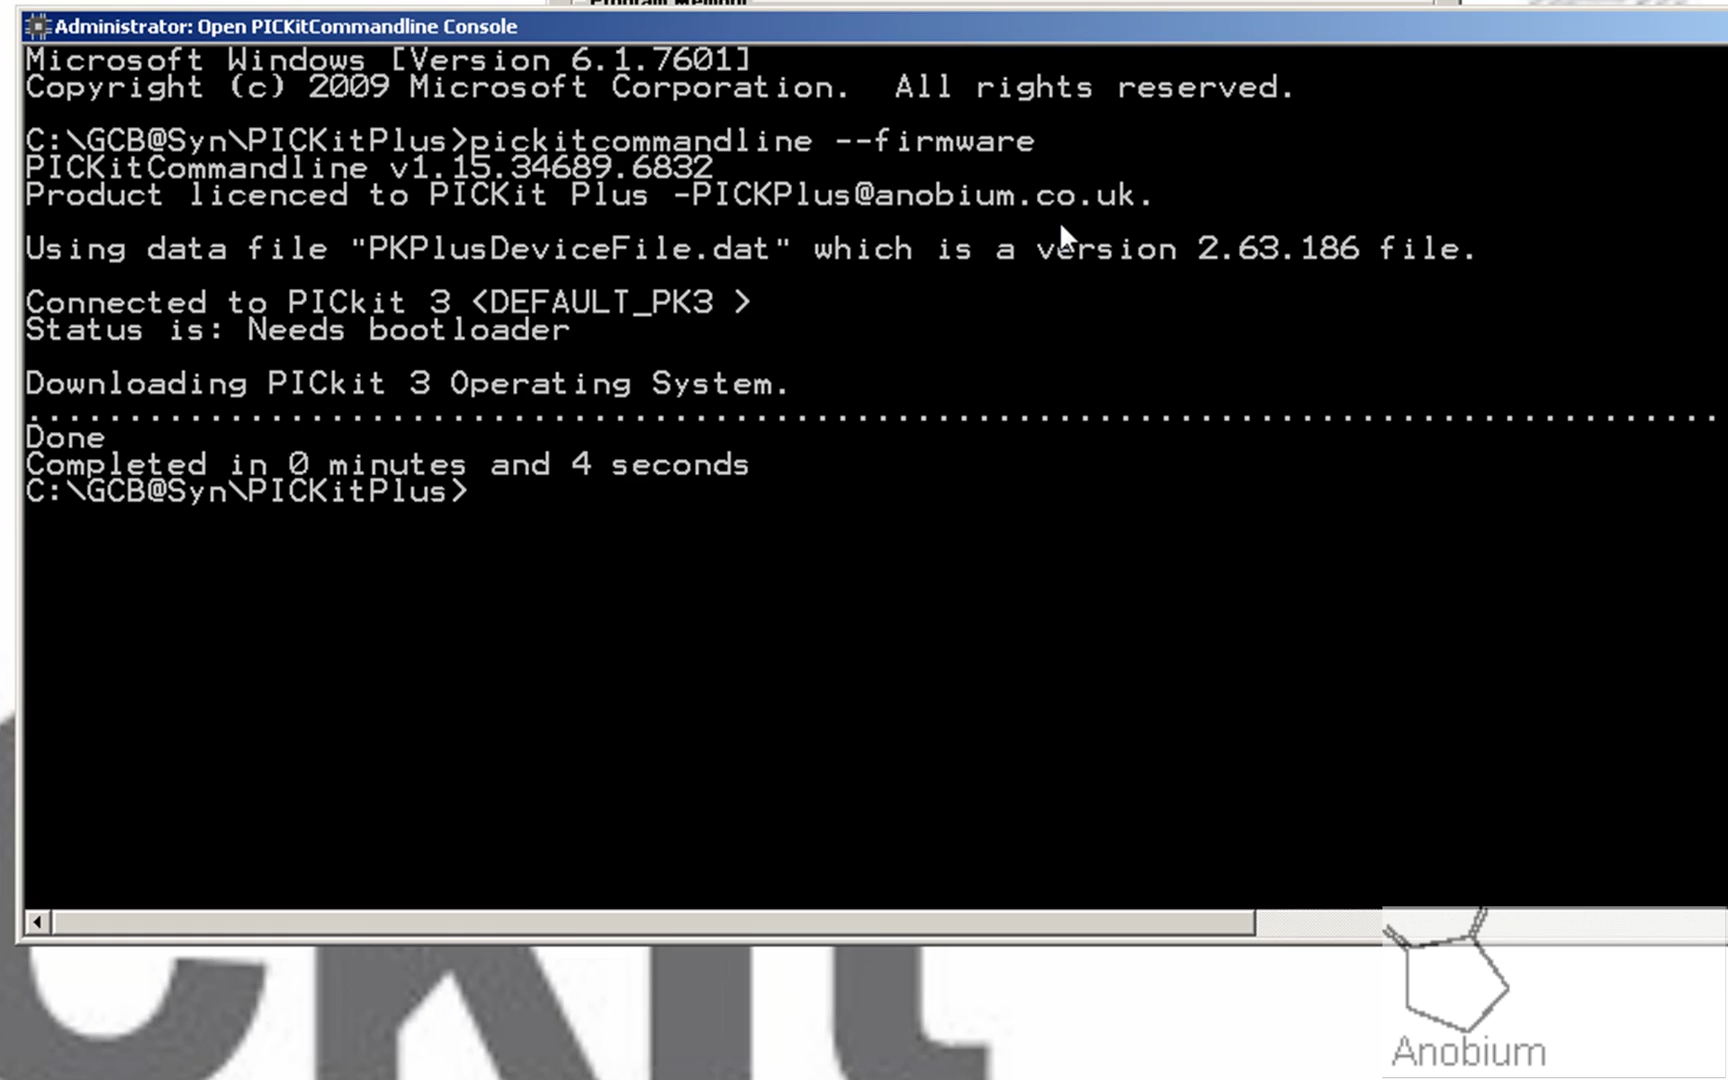 Program Memory
Administrator: Open PICKitCommandline Console
Microsoft Windows [Version 6.1.7601]
Copyright (c) 2009 Microsoft Corporation.  All rights reserved.
C:\GCB@Syn\PICKitPlus>pickitcommandline --firmware
PICKitCommandline v1.15.34689.6832
Product licenced to PICKit Plus -PICKPlus@anobium.co.uk.
Using data file "PKPlusDeviceFile.dat" which is a version 2.63.186 file.
Connected to PICkit 3 <DEFAULT_PK3 >
Status is: Needs bootloader
Downloading PICkit 3 Operating System.
.....................................................................................
Done
Completed in 0 minutes and 4 seconds
C:\GCB@Syn\PICKitPlus>
ckit
Anobium